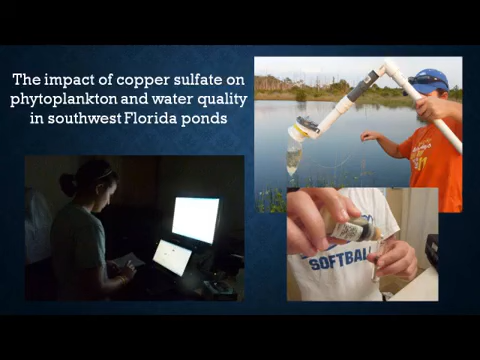 The impact of copper sulfate on
phytoplankton and water quality
in southwest Florida ponds
SOFTBALL